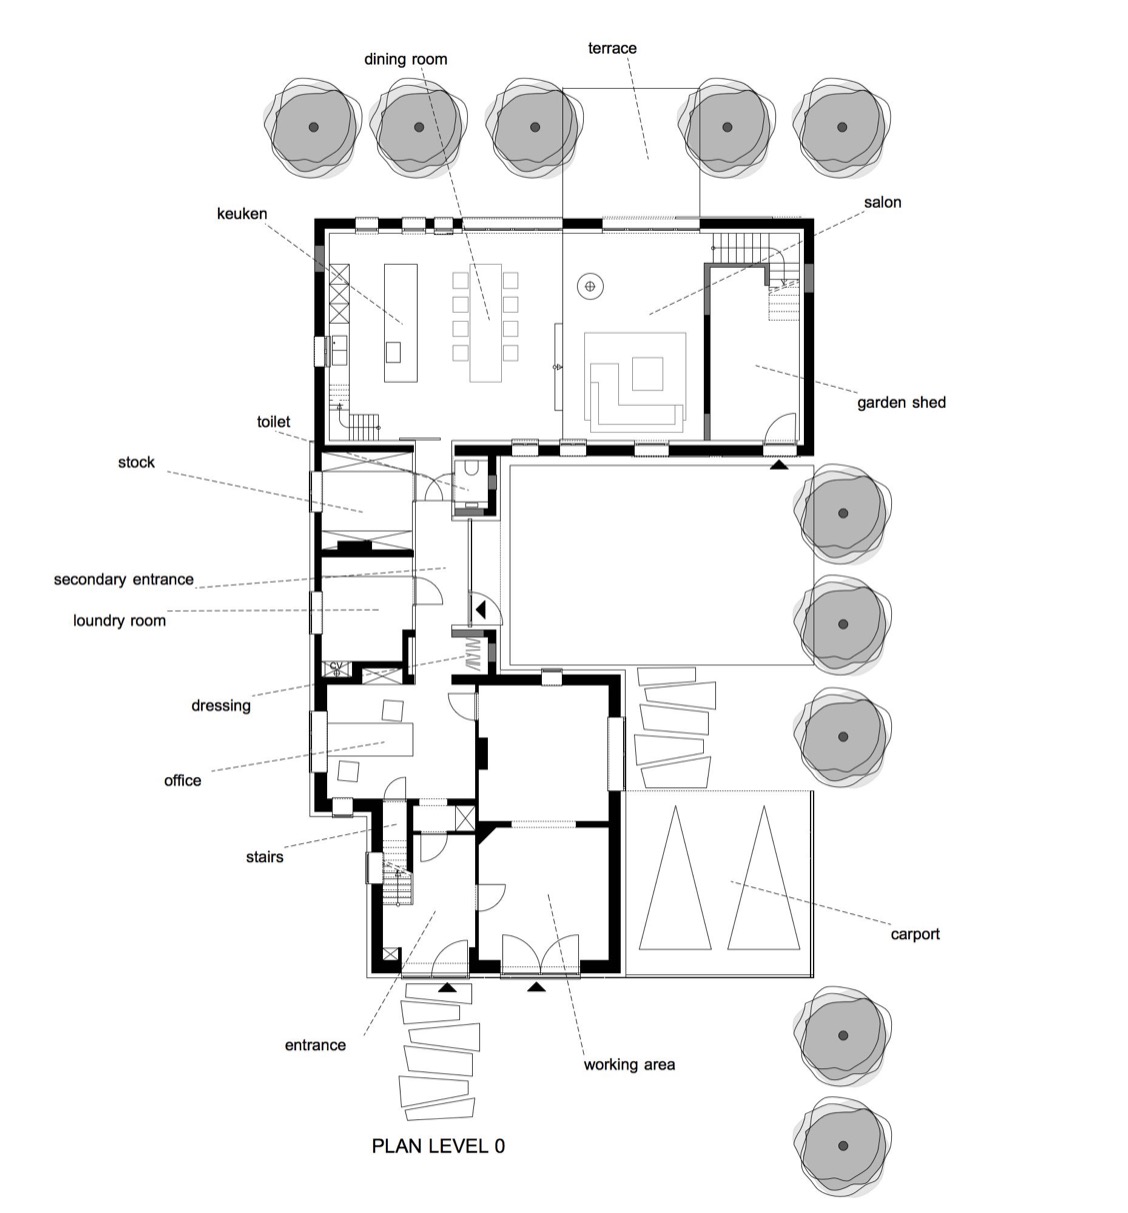 terrace
dining room
salon
keuken
garden shed
toilet
stock
secondary entrance
loundry room
CV
dressing
office
stairs
carport
entrance
working area
PLAN LEVEL 0